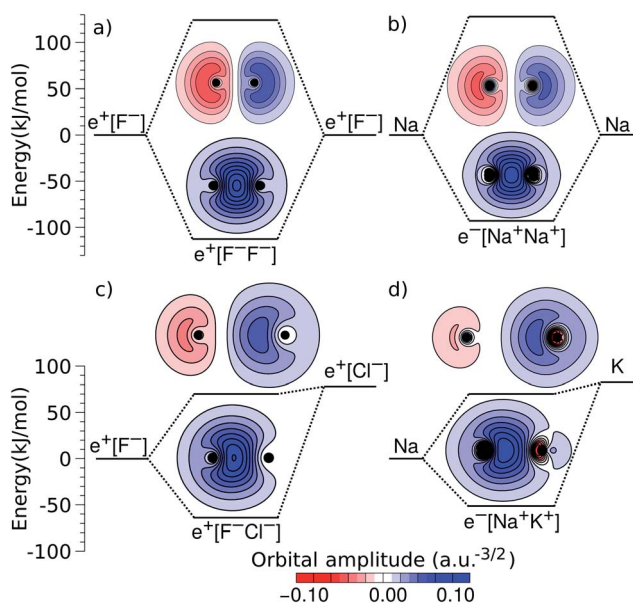 a)
b)
Energy(kJ/mol)
100
50
0
-50
-100
e⁺[F⁻]
e⁺[F⁻]
Na
Na
e⁺[F⁻F⁻]
e⁻[Na⁺Na⁺]
c)
d)
Energy(kJ/mol)
100
50
0
-50
-100
e⁺[F⁻]
e⁺[Cl⁻]
Na
K
e⁺[F⁻Cl⁻]
e⁻[Na⁺K⁺]
Orbital amplitude (a.u.⁻³/²)
−0.10 0.00 0.10